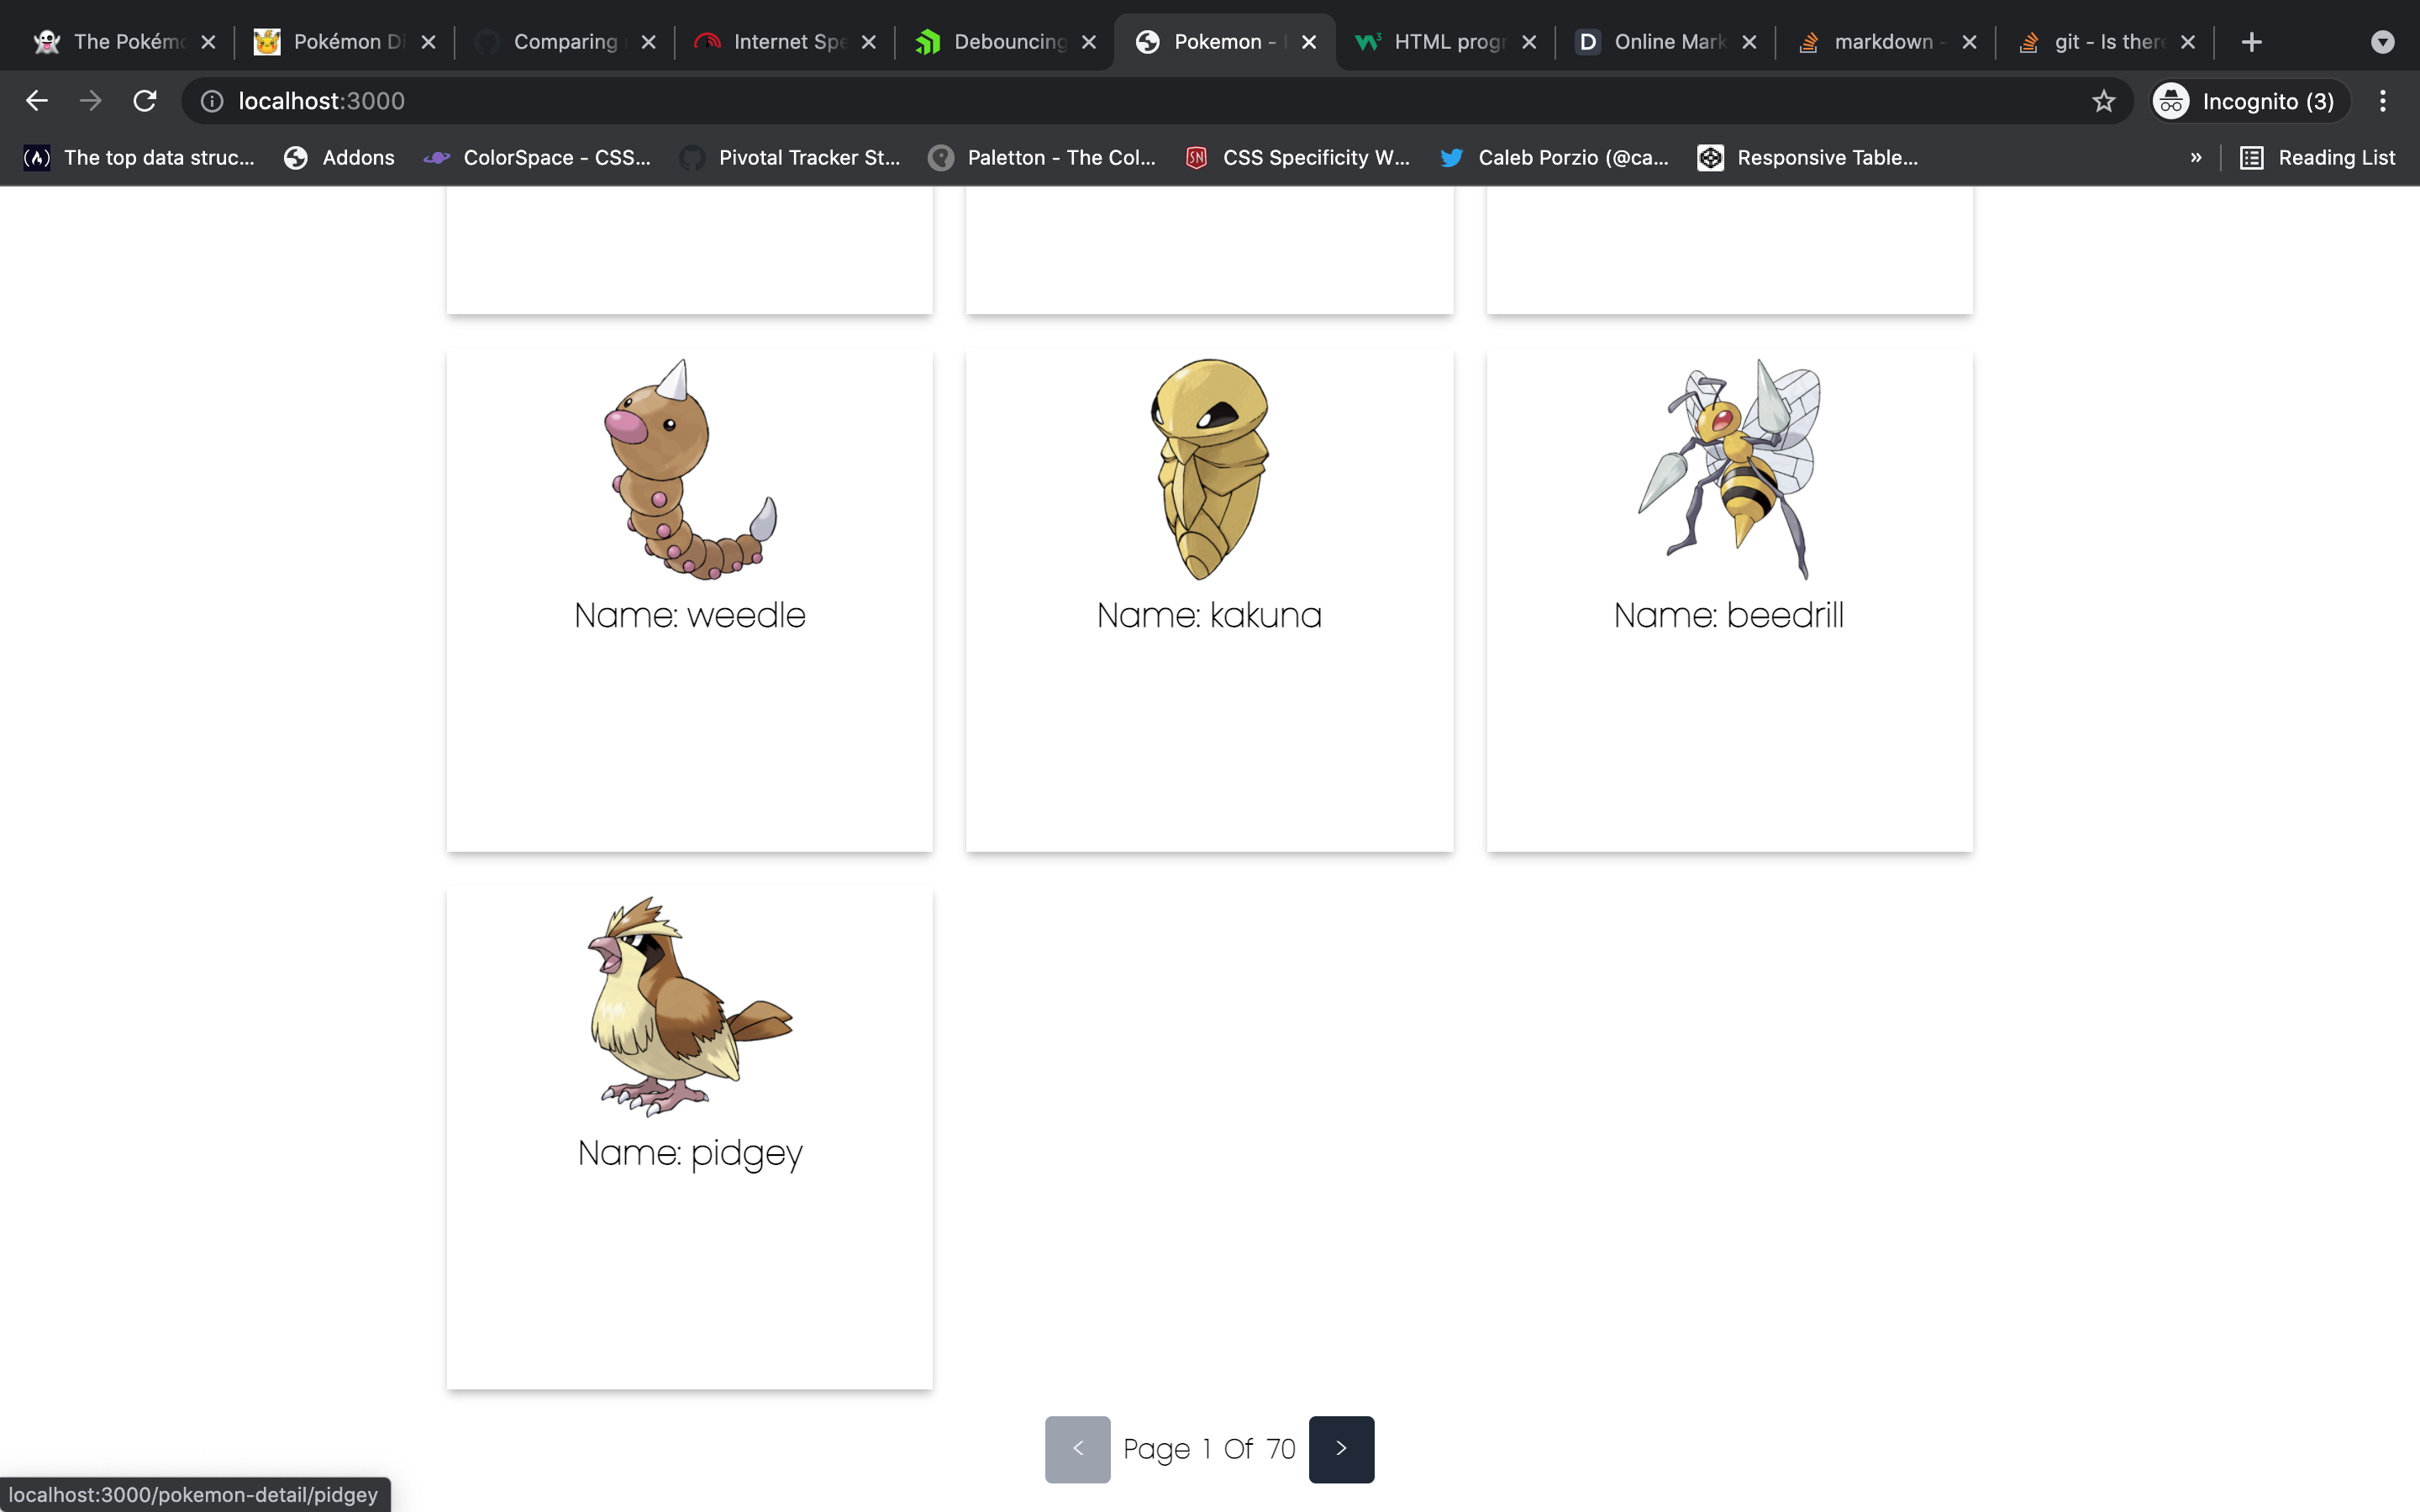 The Pokém
Pokémon Di
Comparing
Internet Spe
Debouncing
Pokemon -
HTML progr
Online Mark
markdown -
git - Is there
localhost:3000
Incognito (3)
The top data struc...
Addons
ColorSpace - CSS...
Pivotal Tracker St...
Paletton - The Col...
CSS Specificity W...
Caleb Porzio (@ca...
Responsive Table...
»
Reading List
Name: weedle
Name: kakuna
Name: beedrill
Name: pidgey
< Page 1 Of 70 >
localhost:3000/pokemon-detail/pidgey